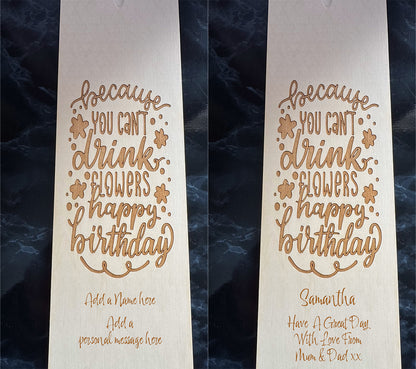 because
YOU CAN'T
drink
FLOWERS
happy
birthday
Add a Name here
Add a
personal message here
because
YOU CAN'T
drink
FLOWERS
happy
birthday
Samantha
Have A Great Day
With Love From
Mum & Dad xx